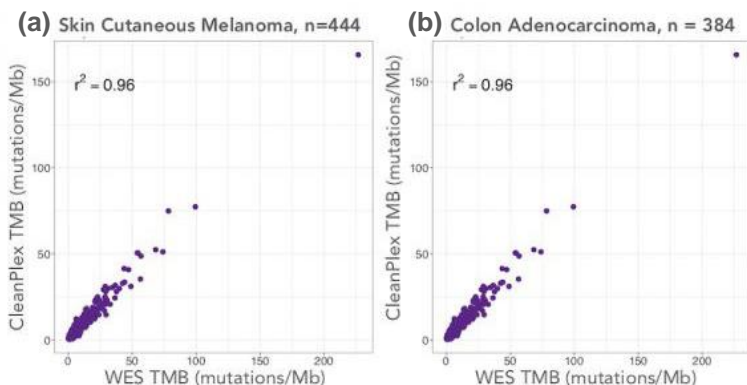 (a) Skin Cutaneous Melanoma, n=444
CleanPlex TMB (mutations/Mb)
150
100
50
0
r² = 0.96
0 50 100 150 200
WES TMB (mutations/Mb)
(b) Colon Adenocarcinoma, n = 384
CleanPlex TMB (mutations/Mb)
150
100
50
0
r² = 0.96
0 50 100 150 200
WES TMB (mutations/Mb)